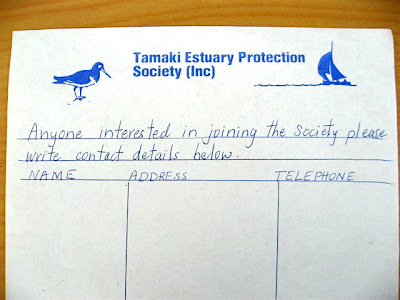 Tamaki Estuary Protection
Society (Inc)
Anyone interested in joining the Society please
write contact details below.
NAME ADDRESS TELEPHONE